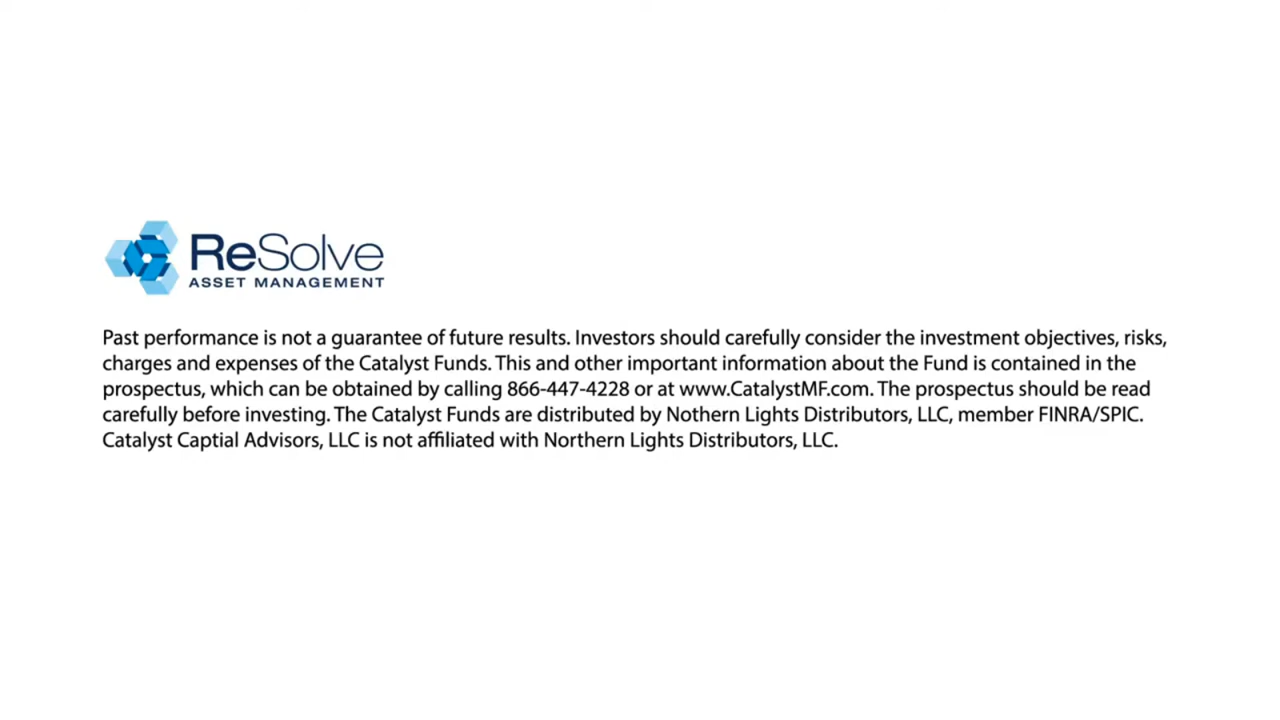 ReSolve
ASSET MANAGEMENT
Past performance is not a guarantee of future results. Investors should carefully consider the investment objectives, risks,
charges and expenses of the Catalyst Funds. This and other important information about the Fund is contained in the
prospectus, which can be obtained by calling 866-447-4228 or at www.CatalystMF.com. The prospectus should be read
carefully before investing. The Catalyst Funds are distributed by Nothern Lights Distributors, LLC, member FINRA/SPIC.
Catalyst Captial Advisors, LLC is not affiliated with Northern Lights Distributors, LLC.